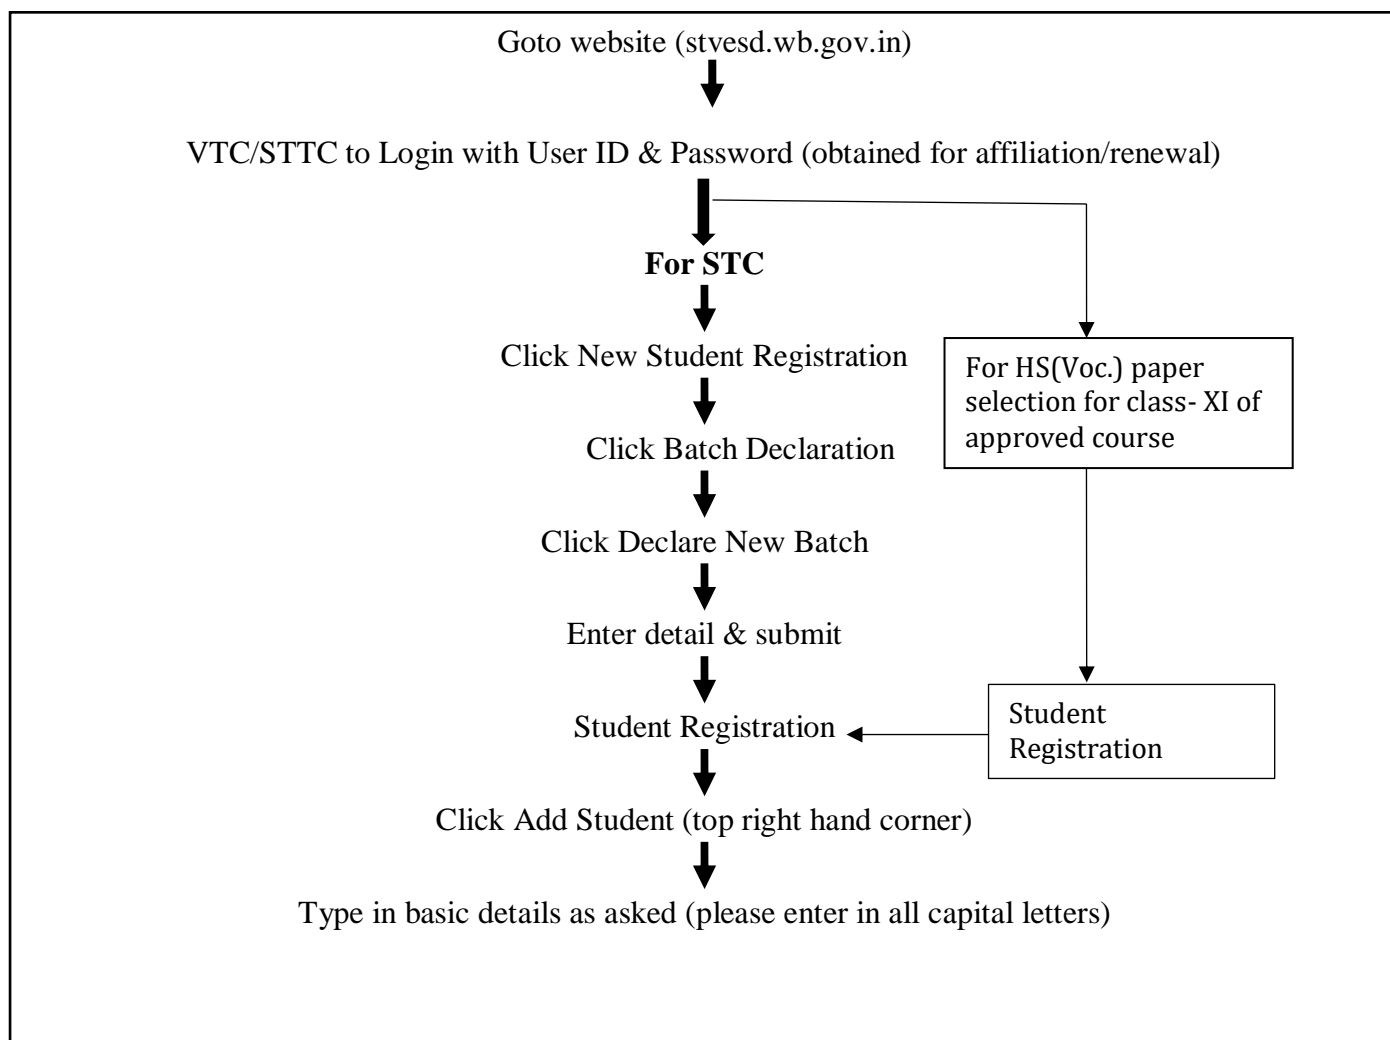 Goto website (stvesd.wb.gov.in)
VTC/STTC to Login with User ID & Password (obtained for affiliation/renewal)
For STC
Click New Student Registration
For HS(Voc.) paper
selection for class- XI of
approved course
Click Batch Declaration
Click Declare New Batch
Enter detail & submit
Student Registration
Student
Registration
Click Add Student (top right hand corner)
Type in basic details as asked (please enter in all capital letters)